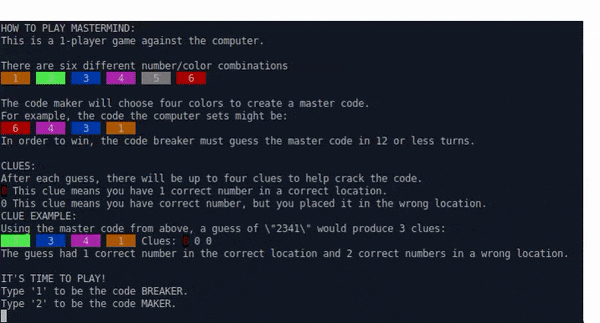 HOW TO PLAY MASTERMIND:
This is a 1-player game against the computer.
There are six different number/color combinations
1 3 4 5 6
The code maker will choose four colors to create a master code.
For example, the code the computer sets might be:
6 4 3 1
In order to win, the code breaker must guess the master code in 12 or less turns.
CLUES:
After each guess, there will be up to four clues to help crack the code.
This clue means you have 1 correct number in a correct location.
0 This clue means you have correct number, but you placed it in the wrong location.
CLUE EXAMPLE:
Using the master code from above, a guess of \"2341\" would produce 3 clues:
3 4 1 Clues: 0 0
The guess had 1 correct number in the correct location and 2 correct numbers in a wrong location.
IT'S TIME TO PLAY!
Type '1' to be the code BREAKER.
Type '2' to be the code MAKER.